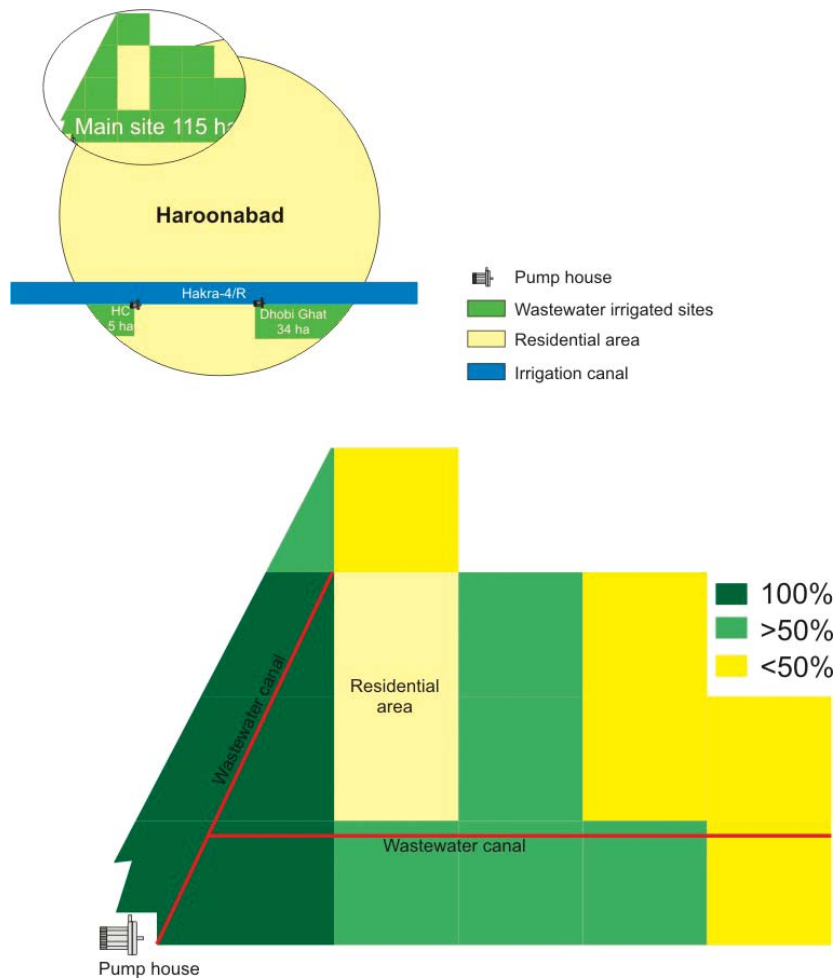 Main site 115 ha
Haroonabad
Hakra-4/R
HC
5 ha
Dhobi Ghat
34 ha
Pump house
Wastewater irrigated sites
Residential area
Irrigation canal
100%
>50%
<50%
Wastewater canal
Residential
area
Wastewater canal
Pump house